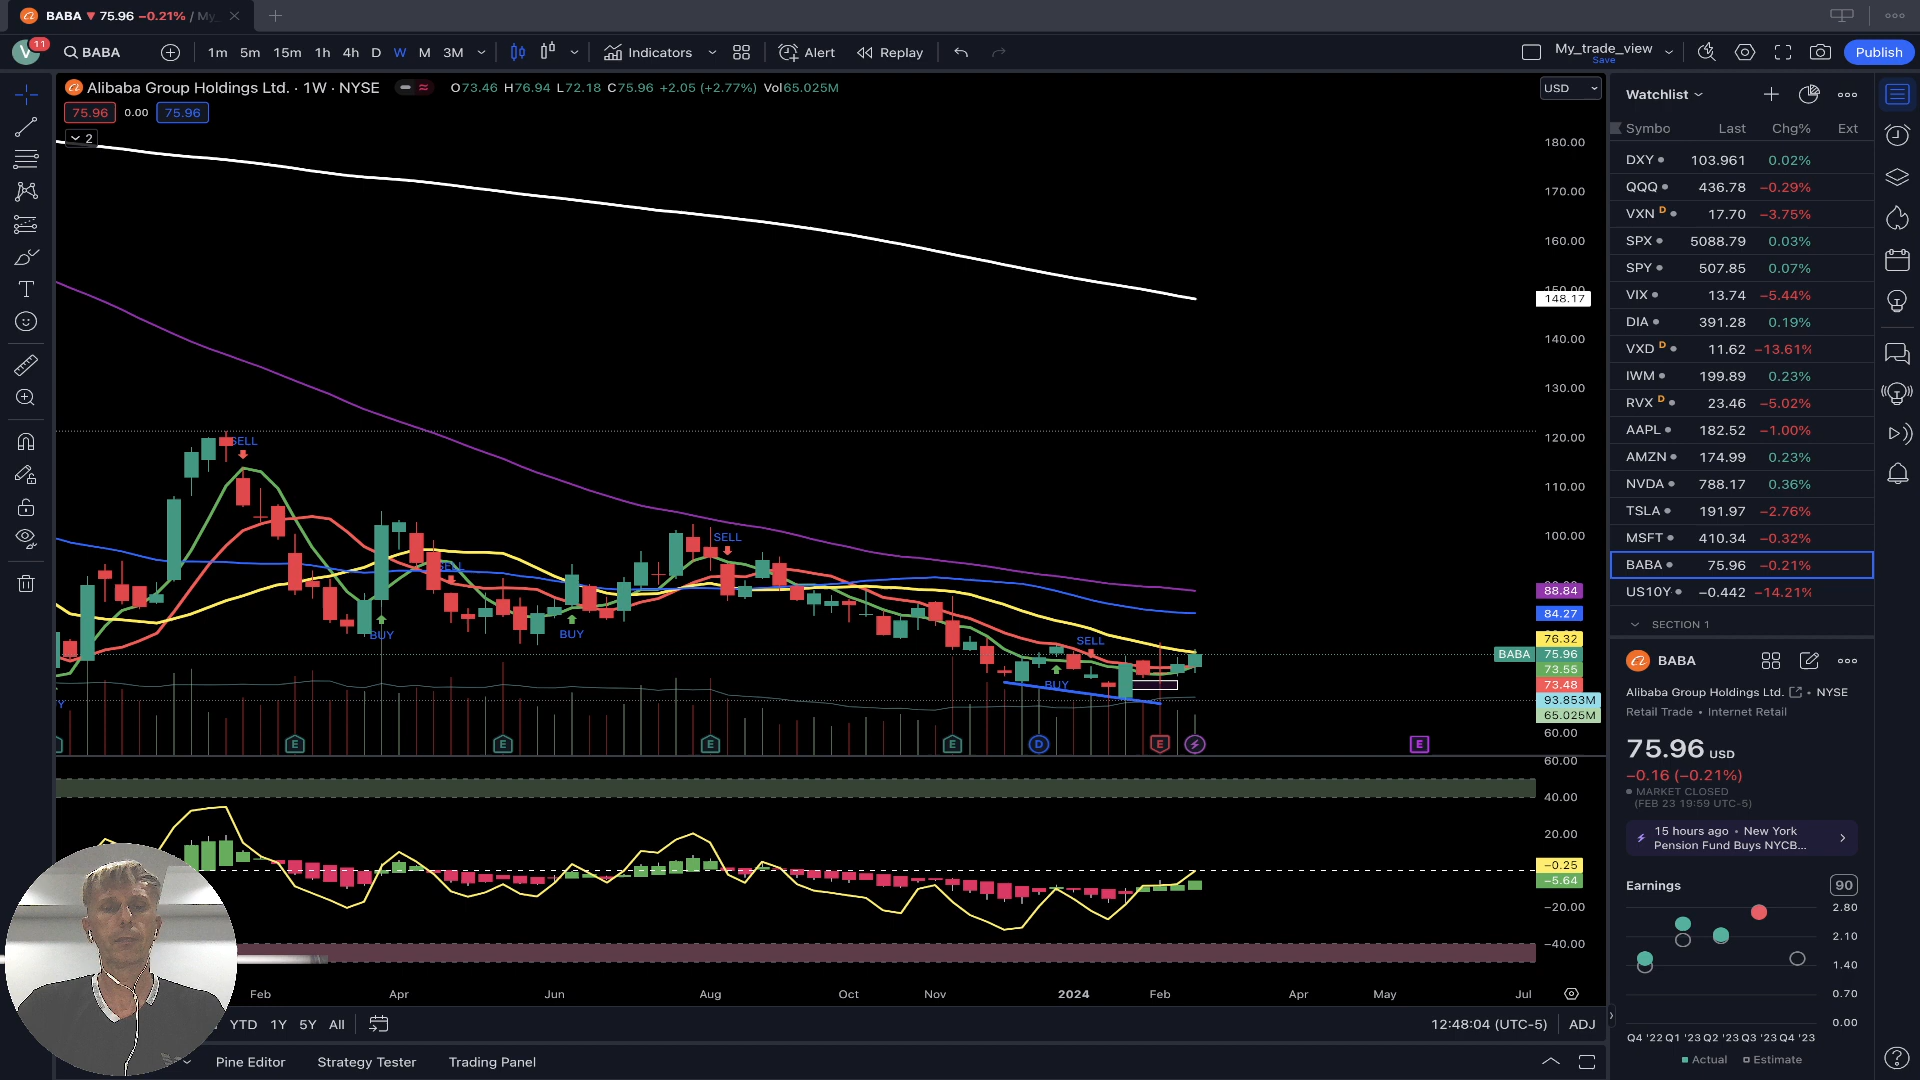 BABA ▼ 75.96 −0.21% / My_
V 11 BABA 1m 5m 15m 1h 4h D W M 3M Indicators Alert Replay My_trade_view Save Publish
Alibaba Group Holdings Ltd. · 1W · NYSE O73.46 H76.94 L72.18 C75.96 +2.05 (+2.77%) Vol65.025M
75.96 0.00 75.96
2
USD
180.00
170.00
160.00
148.17
140.00
130.00
120.00
110.00
100.00
88.84
84.27
76.32
BABA 75.96
73.55
73.48
93.853M
65.025M
60.00
SELL
BUY
SELL
BUY
SELL
SELL
BUY
Y
E E E E D E E
60.00
40.00
20.00
−0.25
−5.64
−20.00
−40.00
Feb Apr Jun Aug Oct Nov 2024 Feb Apr May Jul
YTD 1Y 5Y All
12:48:04 (UTC-5) ADJ
Pine Editor Strategy Tester Trading Panel
Watchlist
Symbo Last Chg% Ext
DXY 103.961 0.02%
QQQ 436.78 −0.29%
VXN D 17.70 −3.75%
SPX 5088.79 0.03%
SPY 507.85 0.07%
VIX 13.74 −5.44%
DIA 391.28 0.19%
VXD D 11.62 −13.61%
IWM 199.89 0.23%
RVX D 23.46 −5.02%
AAPL 182.52 −1.00%
AMZN 174.99 0.23%
NVDA 788.17 0.36%
TSLA 191.97 −2.76%
MSFT 410.34 −0.32%
BABA 75.96 −0.21%
US10Y −0.442 −14.21%
SECTION 1
BABA
Alibaba Group Holdings Ltd. • NYSE
Retail Trade • Internet Retail
75.96 USD
−0.16 (−0.21%)
MARKET CLOSED
(FEB 23 19:59 UTC-5)
15 hours ago • New York
Pension Fund Buys NYCB...
Earnings 90
2.80
2.10
1.40
0.70
0.00
Q4 '22 Q1 '23 Q2 '23 Q3 '23 Q4 '23
Actual Estimate